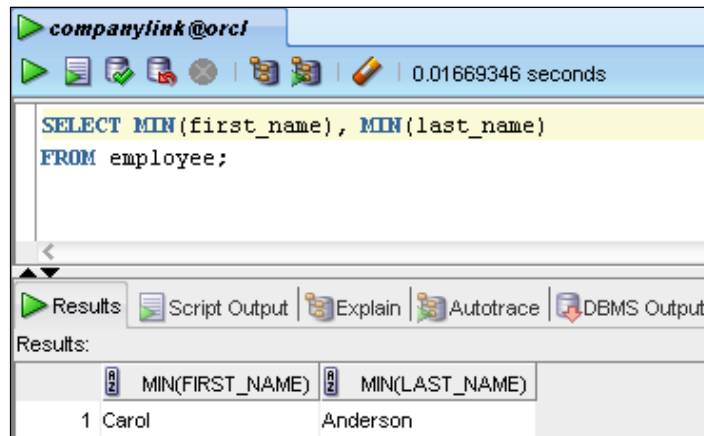 companylink@orcl
0.01669346 seconds
SELECT MIN(first_name), MIN(last_name)
FROM employee;
Results Script Output Explain Autotrace DBMS Output
Results:
MIN(FIRST_NAME) MIN(LAST_NAME)
1 Carol Anderson